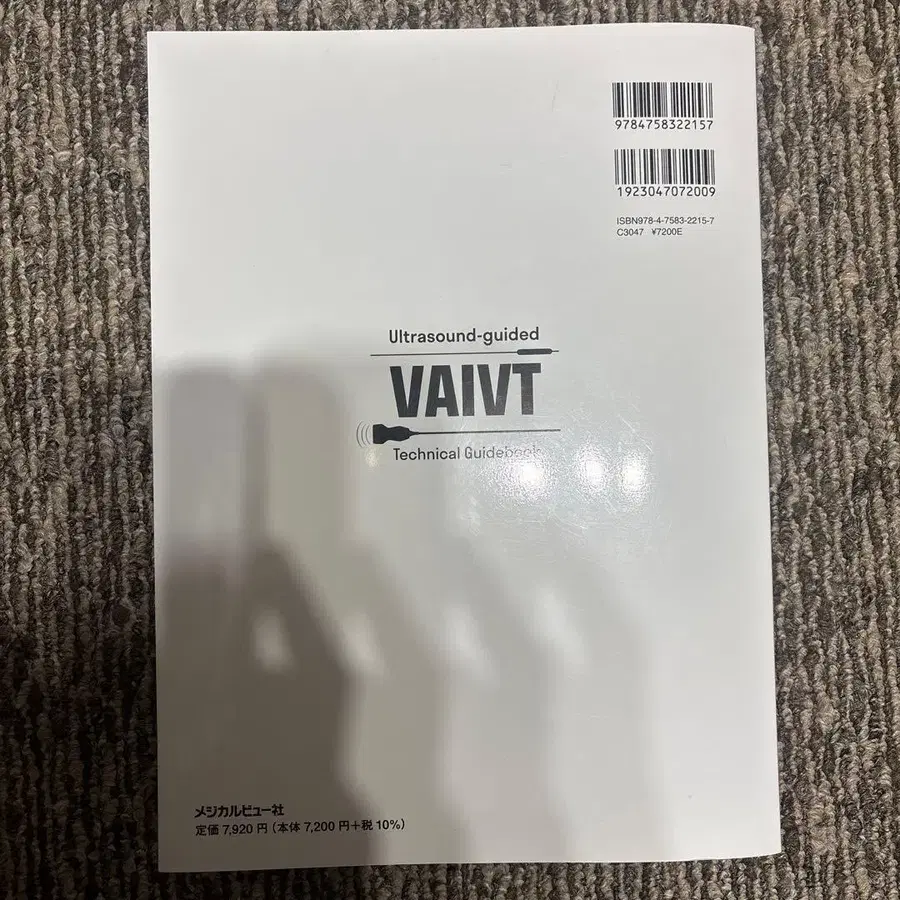 9784758322157
1923047072009
ISBN978-4-7583-2215-7
C3047 ¥7200E
Ultrasound-guided
VAIVT
Technical Guidebook
メジカルビュー社
定価 7,920 円(本体 7,200 円+税 10%)